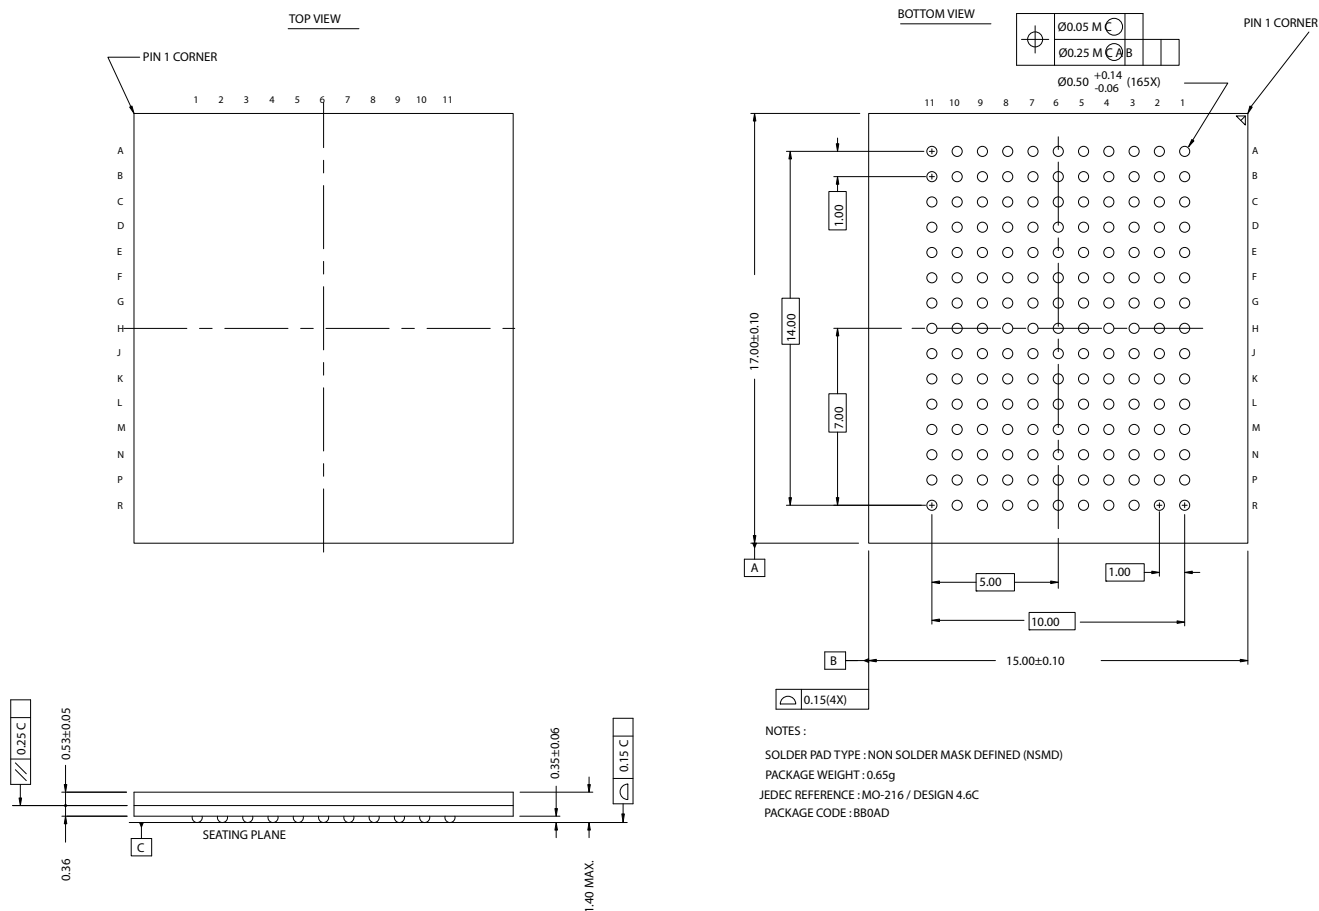 TOP VIEW
PIN 1 CORNER
1 2 3 4 5 6 7 8 9 10 11
A
B
C
D
E
F
G
H
J
K
L
M
N
P
R
BOTTOM VIEW
Ø0.05 M C
Ø0.25 M C A B
PIN 1 CORNER
Ø0.50 +0.14 -0.06 (165X)
11 10 9 8 7 6 5 4 3 2 1
A
B
C
D
E
F
G
H
J
K
L
M
N
P
R
1.00
17.00±0.10
14.00
7.00
A
5.00
1.00
10.00
B
15.00±0.10
0.15(4X)
0.25 C
0.53±0.05
0.36
C
SEATING PLANE
0.35±0.06
0.15 C
1.40 MAX.
NOTES :
SOLDER PAD TYPE : NON SOLDER MASK DEFINED (NSMD)
PACKAGE WEIGHT : 0.65g
JEDEC REFERENCE : MO-216 / DESIGN 4.6C
PACKAGE CODE : BB0AD